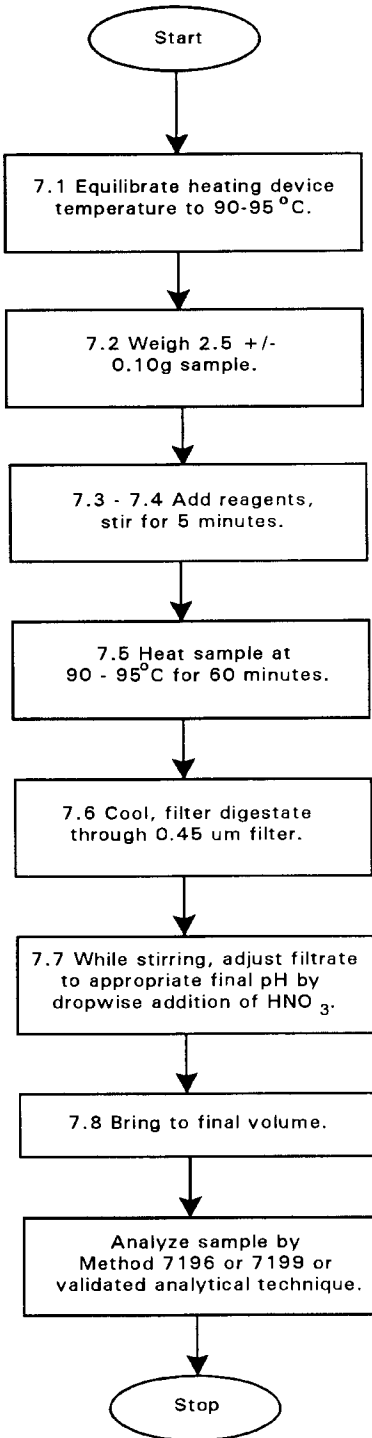 Start
7.1 Equilibrate heating device
temperature to 90-95 °C.
7.2 Weigh 2.5 +/-
0.10g sample.
7.3 - 7.4 Add reagents,
stir for 5 minutes.
7.5 Heat sample at
90 - 95°C for 60 minutes.
7.6 Cool, filter digestate
through 0.45 um filter.
7.7 While stirring, adjust filtrate
to appropriate final pH by
dropwise addition of HNO 3.
7.8 Bring to final volume.
Analyze sample by
Method 7196 or 7199 or
validated analytical technique.
Stop